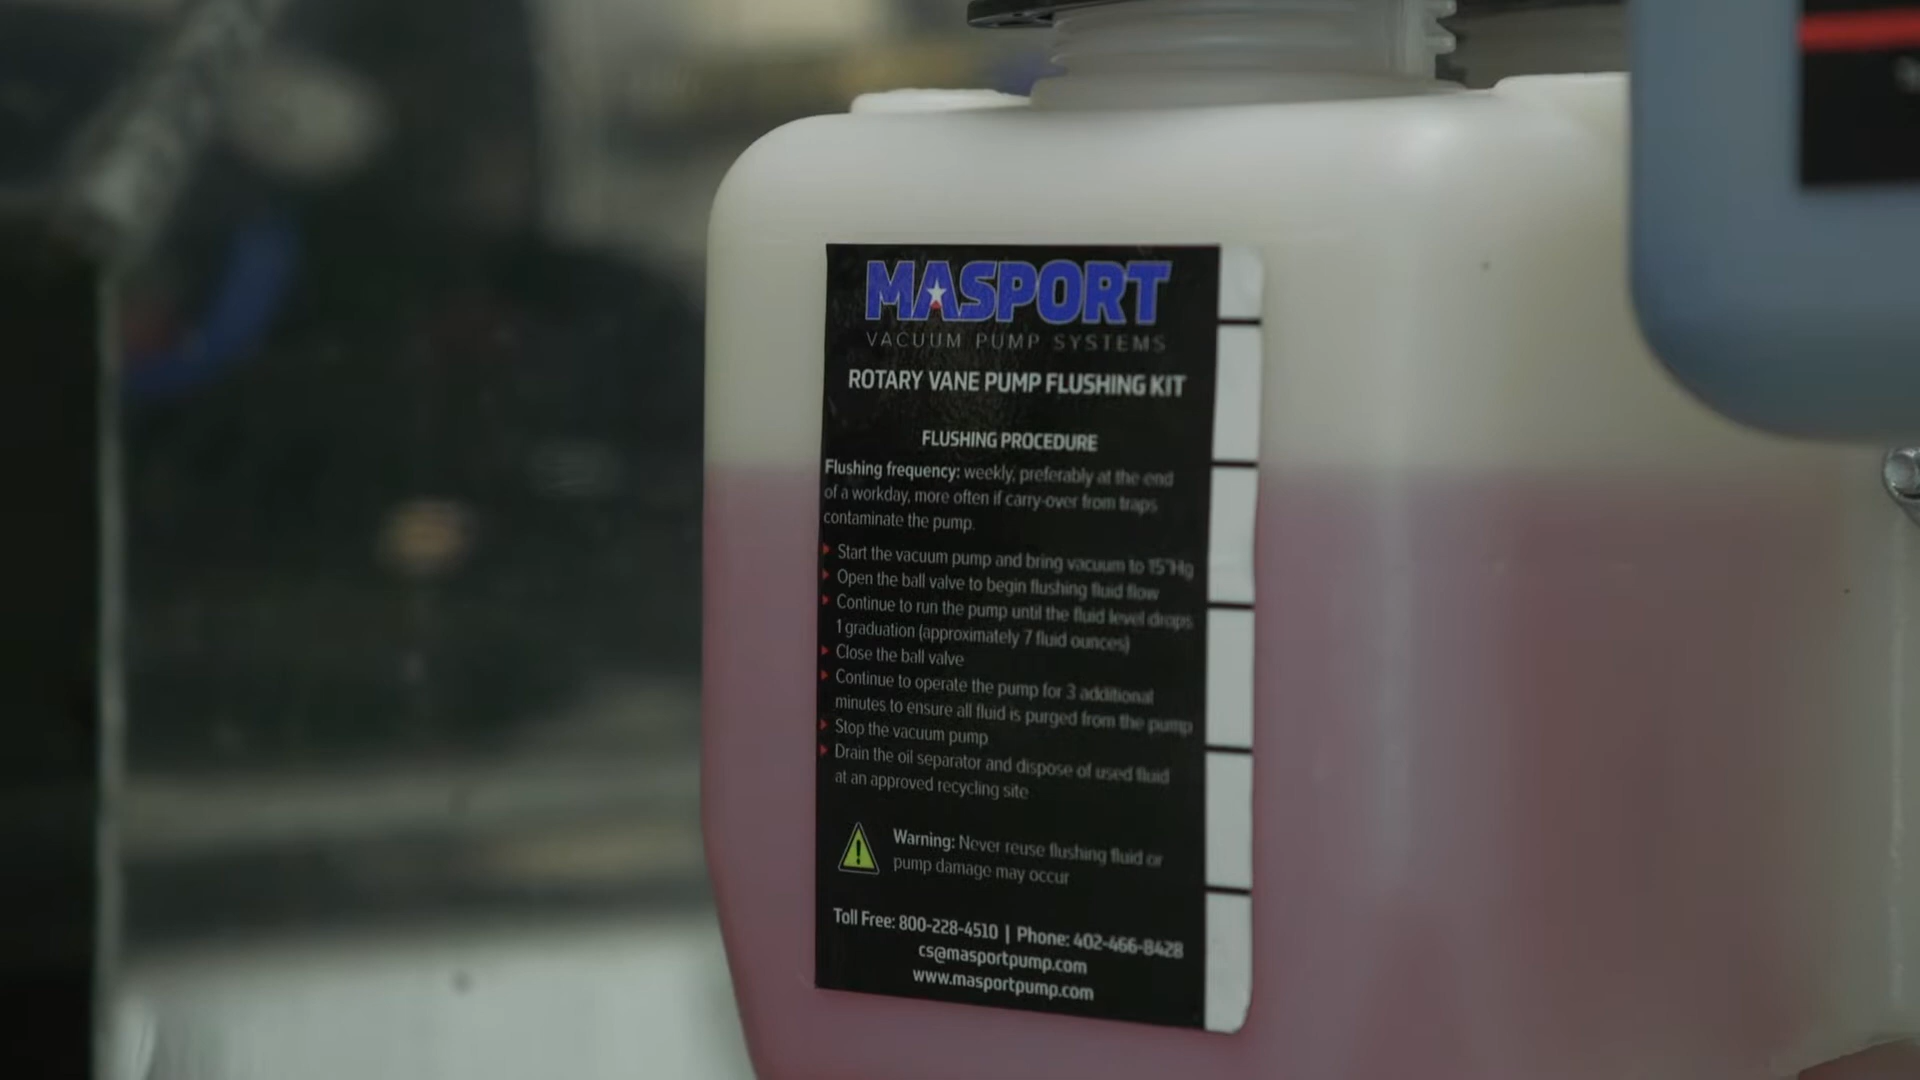 MASPORT
VACUUM PUMP SYSTEMS
ROTARY VANE PUMP FLUSHING KIT
FLUSHING PROCEDURE
Flushing frequency: weekly, preferably at the end
of a workday, more often if carry-over from traps
contaminate the pump.
Start the vacuum pump and bring vacuum to 15"Hg
Open the ball valve to begin flushing fluid flow
Continue to run the pump until the fluid level drops
1 graduation (approximately 7 fluid ounces)
Close the ball valve
Continue to operate the pump for 3 additional
minutes to ensure all fluid is purged from the pump
Stop the vacuum pump
Drain the oil separator and dispose of used fluid
at an approved recycling site
Warning: Never reuse flushing fluid or
pump damage may occur
Toll Free: 800-228-4510 | Phone: 402-466-8428
cs@masportpump.com
www.masportpump.com